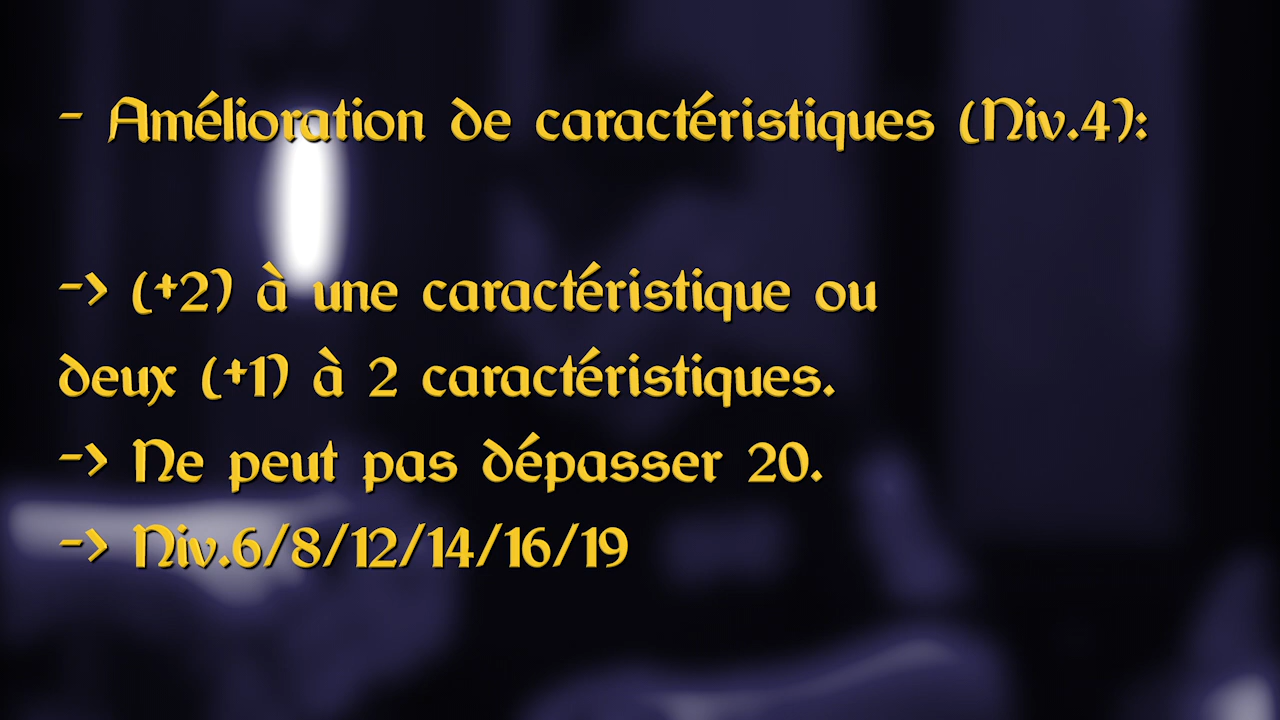 - Amélioration de caractéristiques (Niv.4):
-> (+2) à une caractéristique ou
deux (+1) à 2 caractéristiques.
-> Ne peut pas dépasser 20.
-> Niv.6/8/12/14/16/19